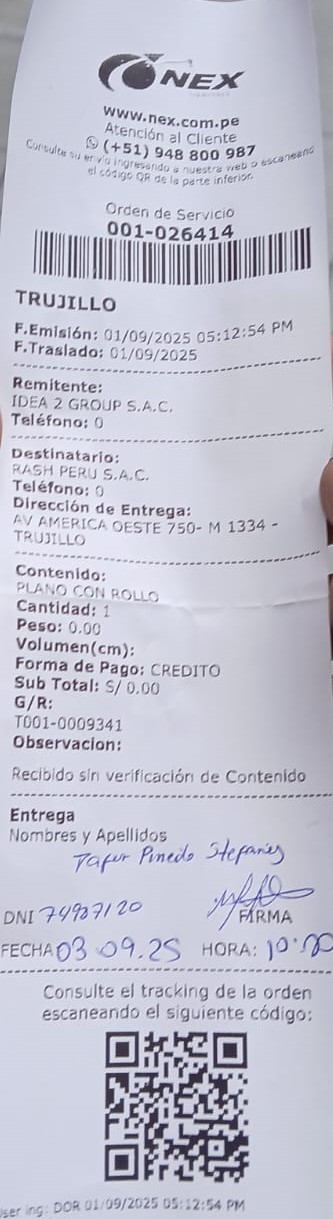 NEX
www.nex.com.pe
Atención al Cliente
(+51) 948 800 987
Consulte su envío ingresando a nuestra web o escaneand
el código QR de la parte inferior.
Orden de Servicio
001-026414
TRUJILLO
F.Emisión: 01/09/2025 05:12:54 PM
F.Traslado: 01/09/2025
Remitente:
IDEA 2 GROUP S.A.C.
Teléfono: 0
Destinatario:
RASH PERU S.A.C.
Teléfono: 0
Dirección de Entrega:
AV AMERICA OESTE 750- M 1334 -
TRUJILLO
Contenido:
PLANO CON ROLLO
Cantidad: 1
Peso: 0.00
Volumen(cm):
Forma de Pago: CREDITO
Sub Total: S/ 0.00
G/R:
T001-0009341
Observacion:
Recibido sin verificación de Contenido
Entrega
Nombres y Apellidos
Tafur Pinedo Stefany
DNI 74987120
FIRMA
FECHA 03 09.25 HORA: 10:20
Consulte el tracking de la orden
escaneando el siguiente código:
ser ing: DOR 01/09/2025 05:12:54 PM